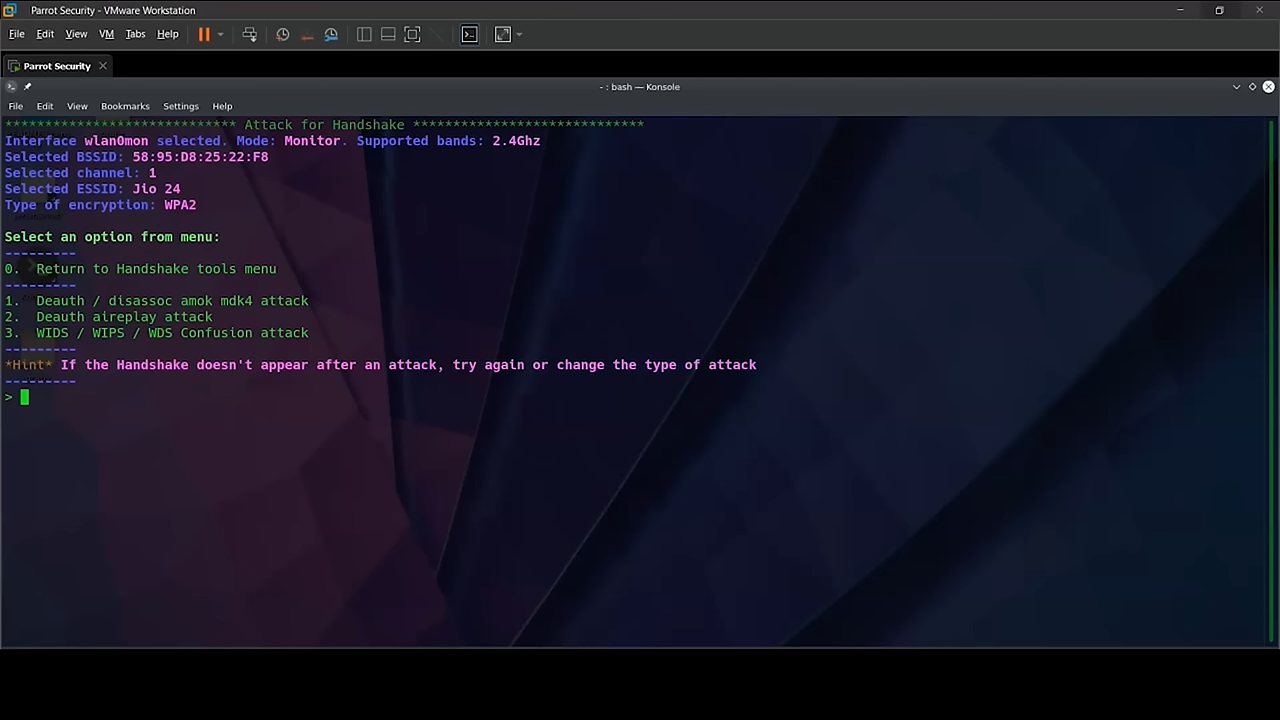 Parrot Security - VMware Workstation
File Edit View VM Tabs Help
Parrot Security
- : bash — Konsole
File Edit View Bookmarks Settings Help
***************************** Attack for Handshake *****************************
Interface wlan0mon selected. Mode: Monitor. Supported bands: 2.4Ghz
Selected BSSID: 58:95:D8:25:22:F8
Selected channel: 1
Selected ESSID: Jio 24
Type of encryption: WPA2
Select an option from menu:
---------
0. Return to Handshake tools menu
---------
1. Deauth / disassoc amok mdk4 attack
2. Deauth aireplay attack
3. WIDS / WIPS / WDS Confusion attack
---------
*Hint* If the Handshake doesn't appear after an attack, try again or change the type of attack
---------
>